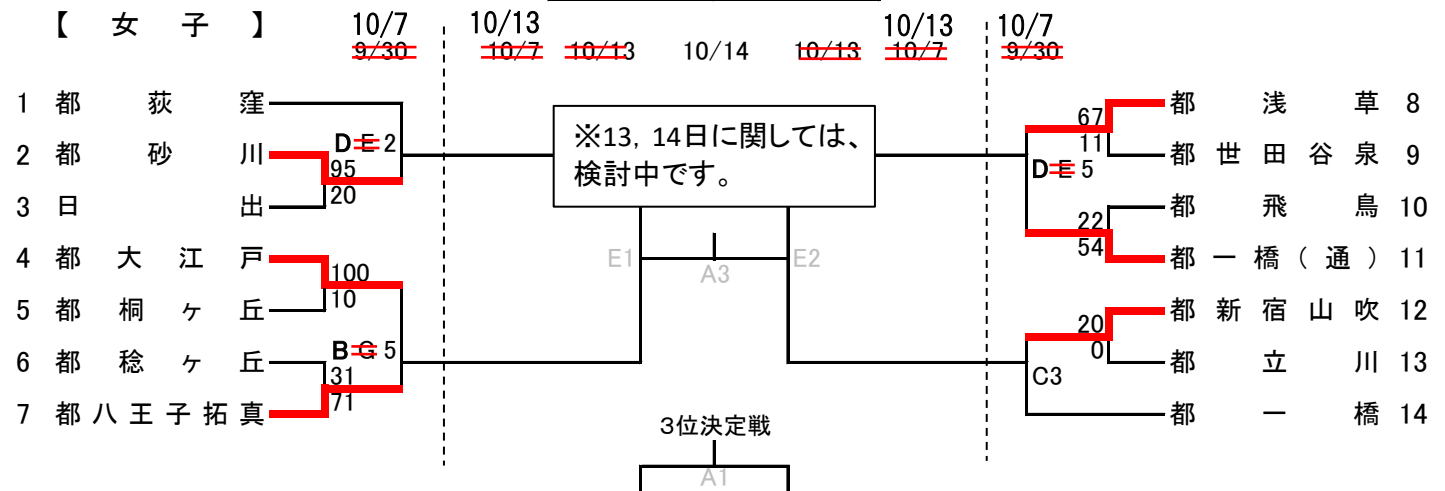 【 女 子 】 10/7 10/13 10/13 10/7
9/30 10/7 10/13 10/14 10/13 10/7 9/30
※13, 14日に関しては、
検討中です。
1 都 荻 窪
2 都 砂 川
3 日 出
4 都 大 江 戸
5 都 桐 ヶ 丘
6 都 稔 ヶ 丘
7 都 八 王 子 拓 真
D E 2
95
20
100
10
B G 5
31
71
E1
A3
E2
3位決定戦
A1
67
11
D E 5
22
54
20
0
C3
都 浅 草 8
都 世 田 谷 泉 9
都 飛 鳥 10
都 一 橋 ( 通 ) 11
都 新 宿 山 吹 12
都 立 川 13
都 一 橋 14